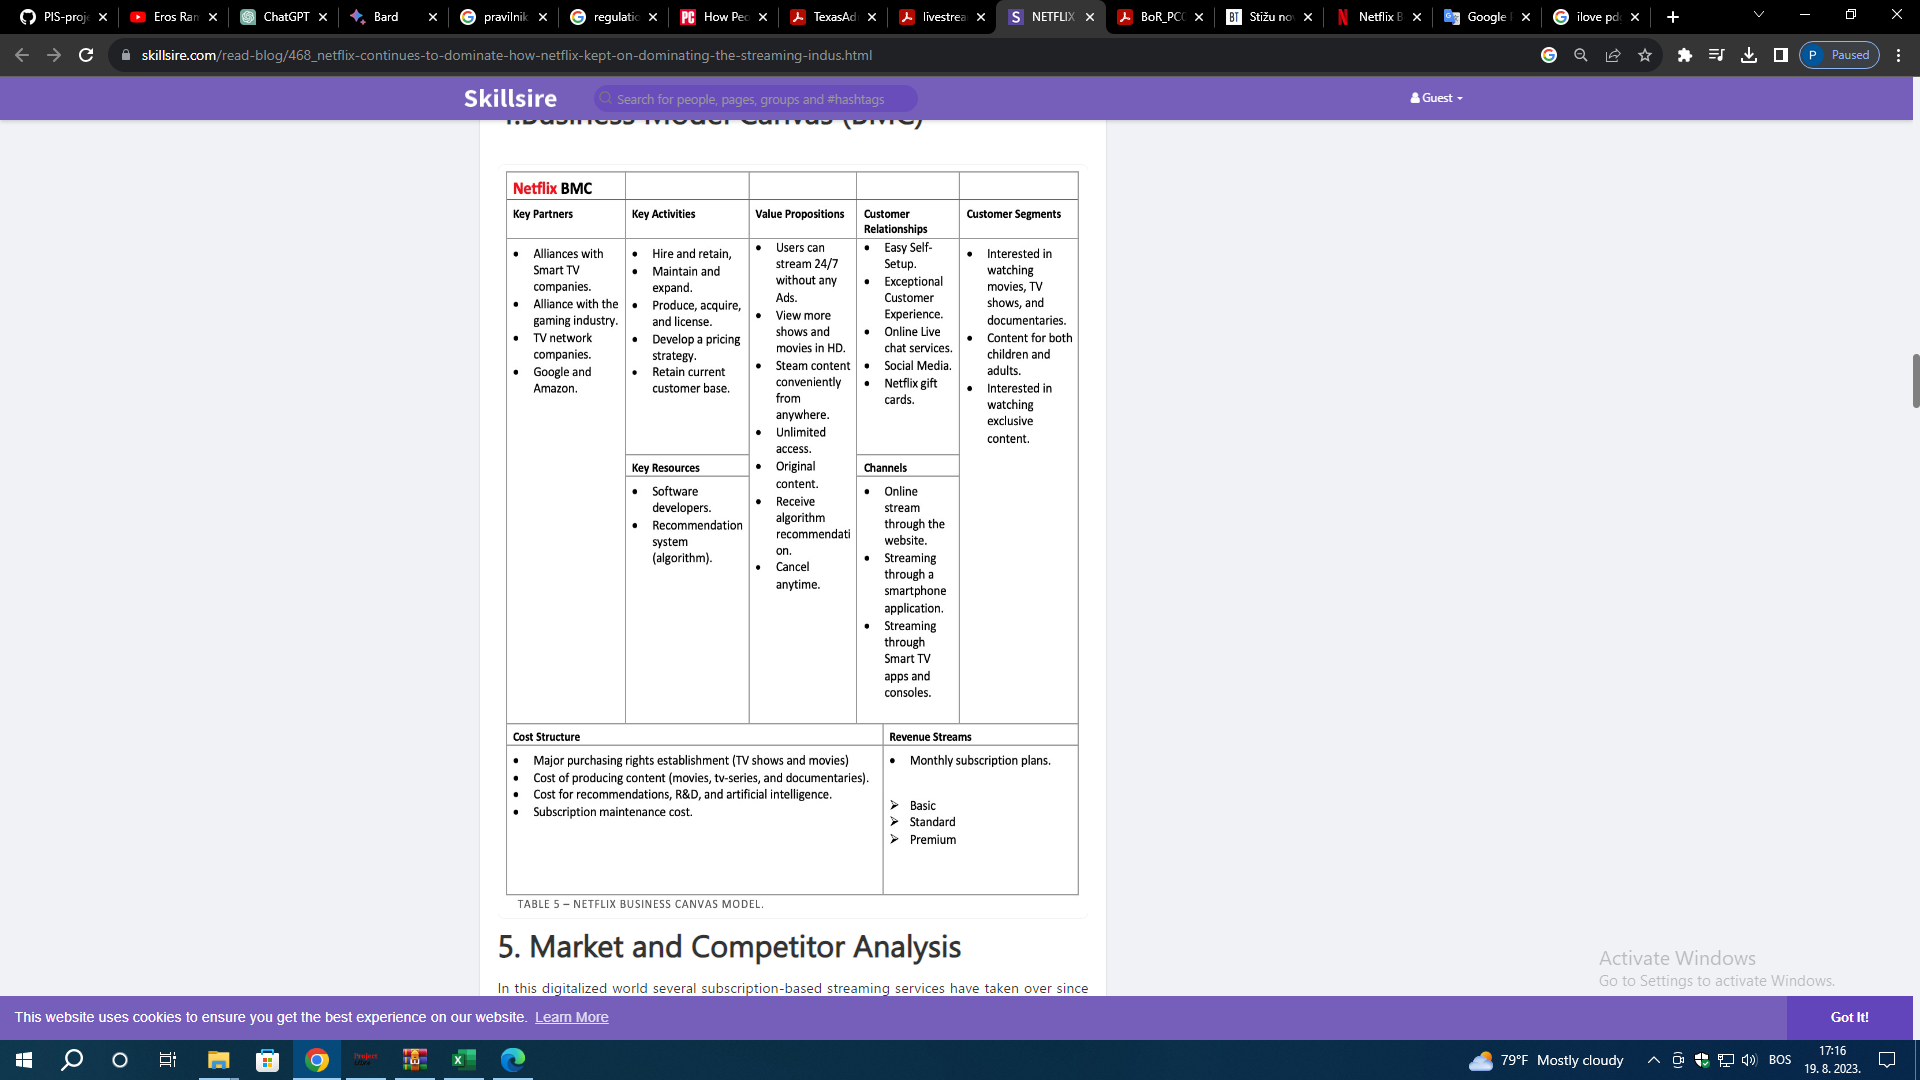 PIS-proje
Eros Ran
ChatGPT
Bard
pravilnik
regulatio
How Peo
TexasAd
livestrea
NETFLIX
BoR_PCC
Stižu no
Netflix B
Google
ilove pd
skillsire.com/read-blog/468_netflix-continues-to-dominate-how-netflix-kept-on-dominating-the-streaming-indus.html
P Paused
Skillsire
Search for people, pages, groups and #hashtags
Guest
Business Model Canvas (BMC)
Netflix BMC
Key Partners
Alliances with
Smart TV
companies.
Alliance with the
gaming industry.
TV network
companies.
Google and
Amazon.
Key Activities
Hire and retain,
Maintain and
expand.
Produce, acquire,
and license.
Develop a pricing
strategy.
Retain current
customer base.
Key Resources
Software
developers.
Recommendation
system
(algorithm).
Value Propositions
Users can
stream 24/7
without any
Ads.
View more
shows and
movies in HD.
Steam content
conveniently
from
anywhere.
Unlimited
access.
Original
content.
Receive
algorithm
recommendati
on.
Cancel
anytime.
Customer
Relationships
Easy Self-
Setup.
Exceptional
Customer
Experience.
Online Live
chat services.
Social Media.
Netflix gift
cards.
Channels
Online
stream
through the
website.
Streaming
through a
smartphone
application.
Streaming
through
Smart TV
apps and
consoles.
Customer Segments
Interested in
watching
movies, TV
shows, and
documentaries.
Content for both
children and
adults.
Interested in
watching
exclusive
content.
Cost Structure
Major purchasing rights establishment (TV shows and movies)
Cost of producing content (movies, tv-series, and documentaries).
Cost for recommendations, R&D, and artificial intelligence.
Subscription maintenance cost.
Revenue Streams
Monthly subscription plans.
Basic
Standard
Premium
TABLE 5 – NETFLIX BUSINESS CANVAS MODEL.
5. Market and Competitor Analysis
In this digitalized world several subscription-based streaming services have taken over since
Activate Windows
Go to Settings to activate Windows.
This website uses cookies to ensure you get the best experience on our website. Learn More
Got It!
79°F Mostly cloudy
BOS
17:16
19. 8. 2023.